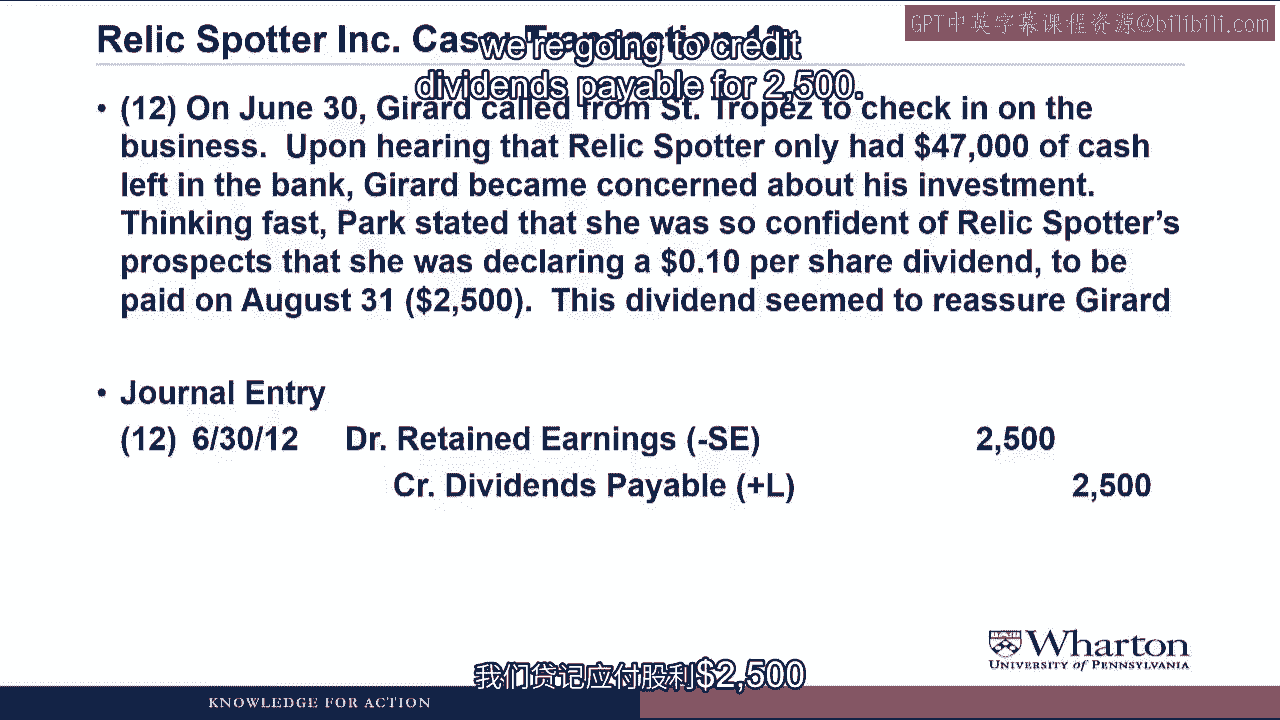 GPT中英字幕课程资源@bilibili.com
Relic Spotter Inc. Case: Transaction 12
we're going to credit
dividends payable for 2,500.
• (12) On June 30, Girard called from St. Tropez to check in on the
business. Upon hearing that Relic Spotter only had $47,000 of cash
left in the bank, Girard became concerned about his investment.
Thinking fast, Park stated that she was so confident of Relic Spotter's
prospects that she was declaring a $0.10 per share dividend, to be
paid on August 31 ($2,500). This dividend seemed to reassure Girard
• Journal Entry
(12) 6/30/12 Dr. Retained Earnings (-SE) 2,500
Cr. Dividends Payable (+L) 2,500
Wharton
UNIVERSITY of PENNSYLVANIA
我们贷记应付股利$2,500
KNOWLEDGE FOR ACTION